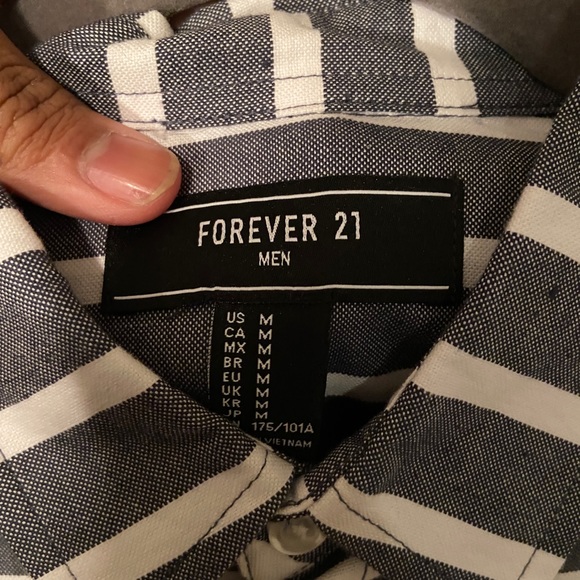 FOREVER 21
MEN
US M
CA M
MX M
BR M
EU M
UK M
KR M
JP M
175/101A
VIETNAM